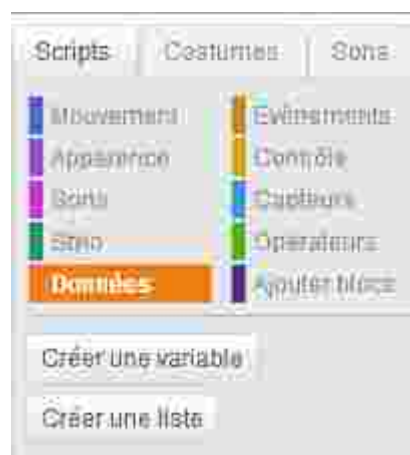 Scripts Costumes Sons
Mouvement Evènements
Apparence Contrôle
Sons Capteurs
Stylo Opérateurs
Données Ajouter blocs
Créer une variable
Créer une liste